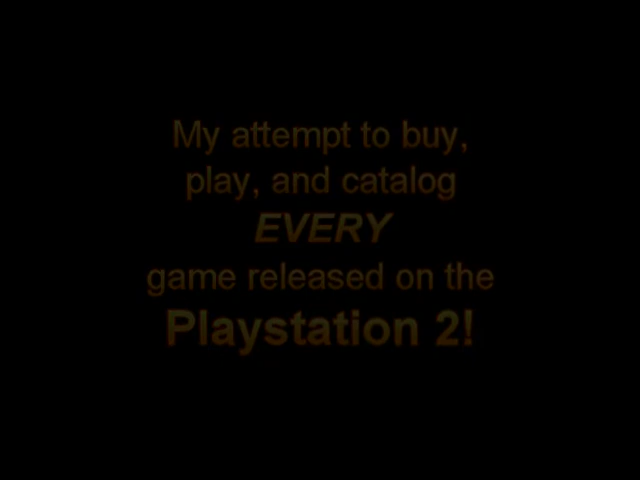 My attempt to buy,
play, and catalog
EVERY
game released on the
Playstation 2!